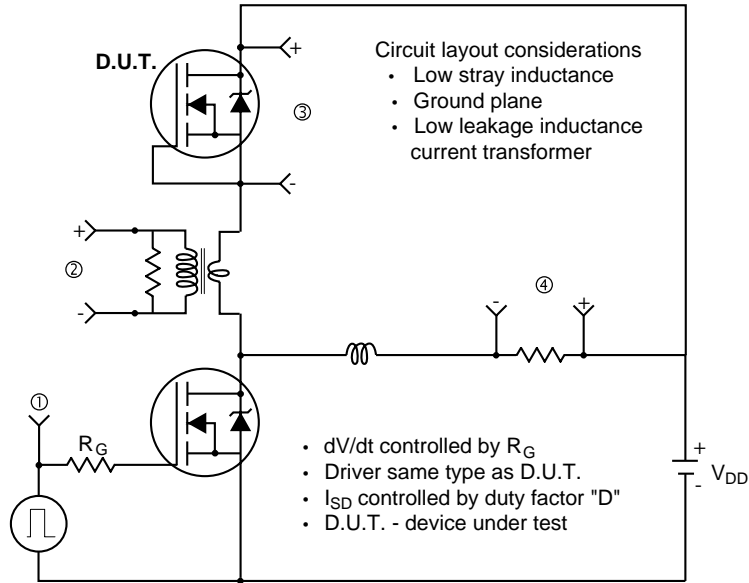 D.U.T.
+
-
③
Circuit layout considerations
• Low stray inductance
• Ground plane
• Low leakage inductance
current transformer
+
②
-
-
④
+
①
RG
• dV/dt controlled by RG
• Driver same type as D.U.T.
• ISD controlled by duty factor "D"
• D.U.T. - device under test
+
-
VDD